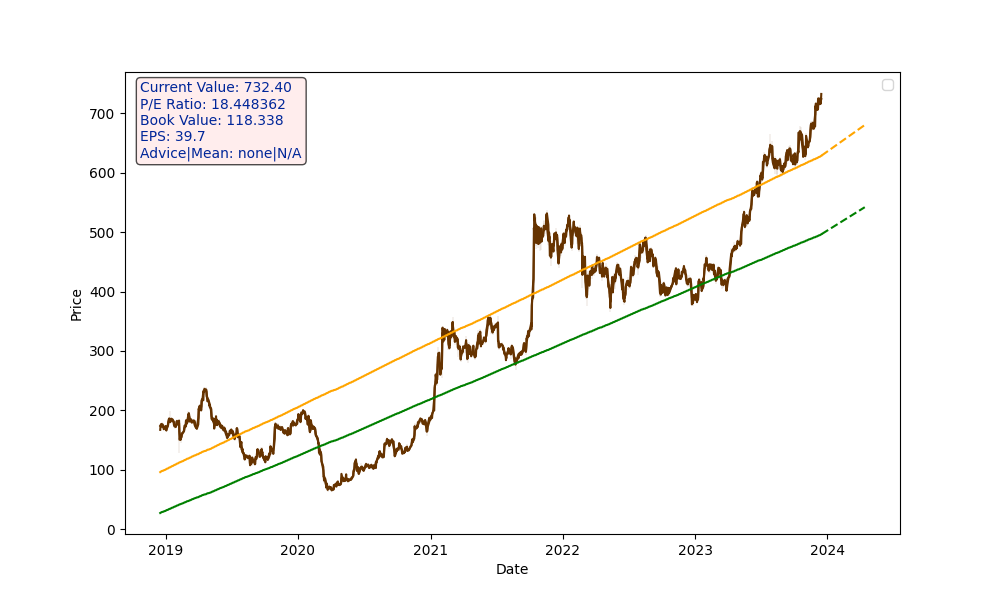 Current Value: 732.40
P/E Ratio: 18.448362
Book Value: 118.338
EPS: 39.7
Advice|Mean: none|N/A
700
600
500
400
300
200
100
0
Price
2019 2020 2021 2022 2023 2024
Date